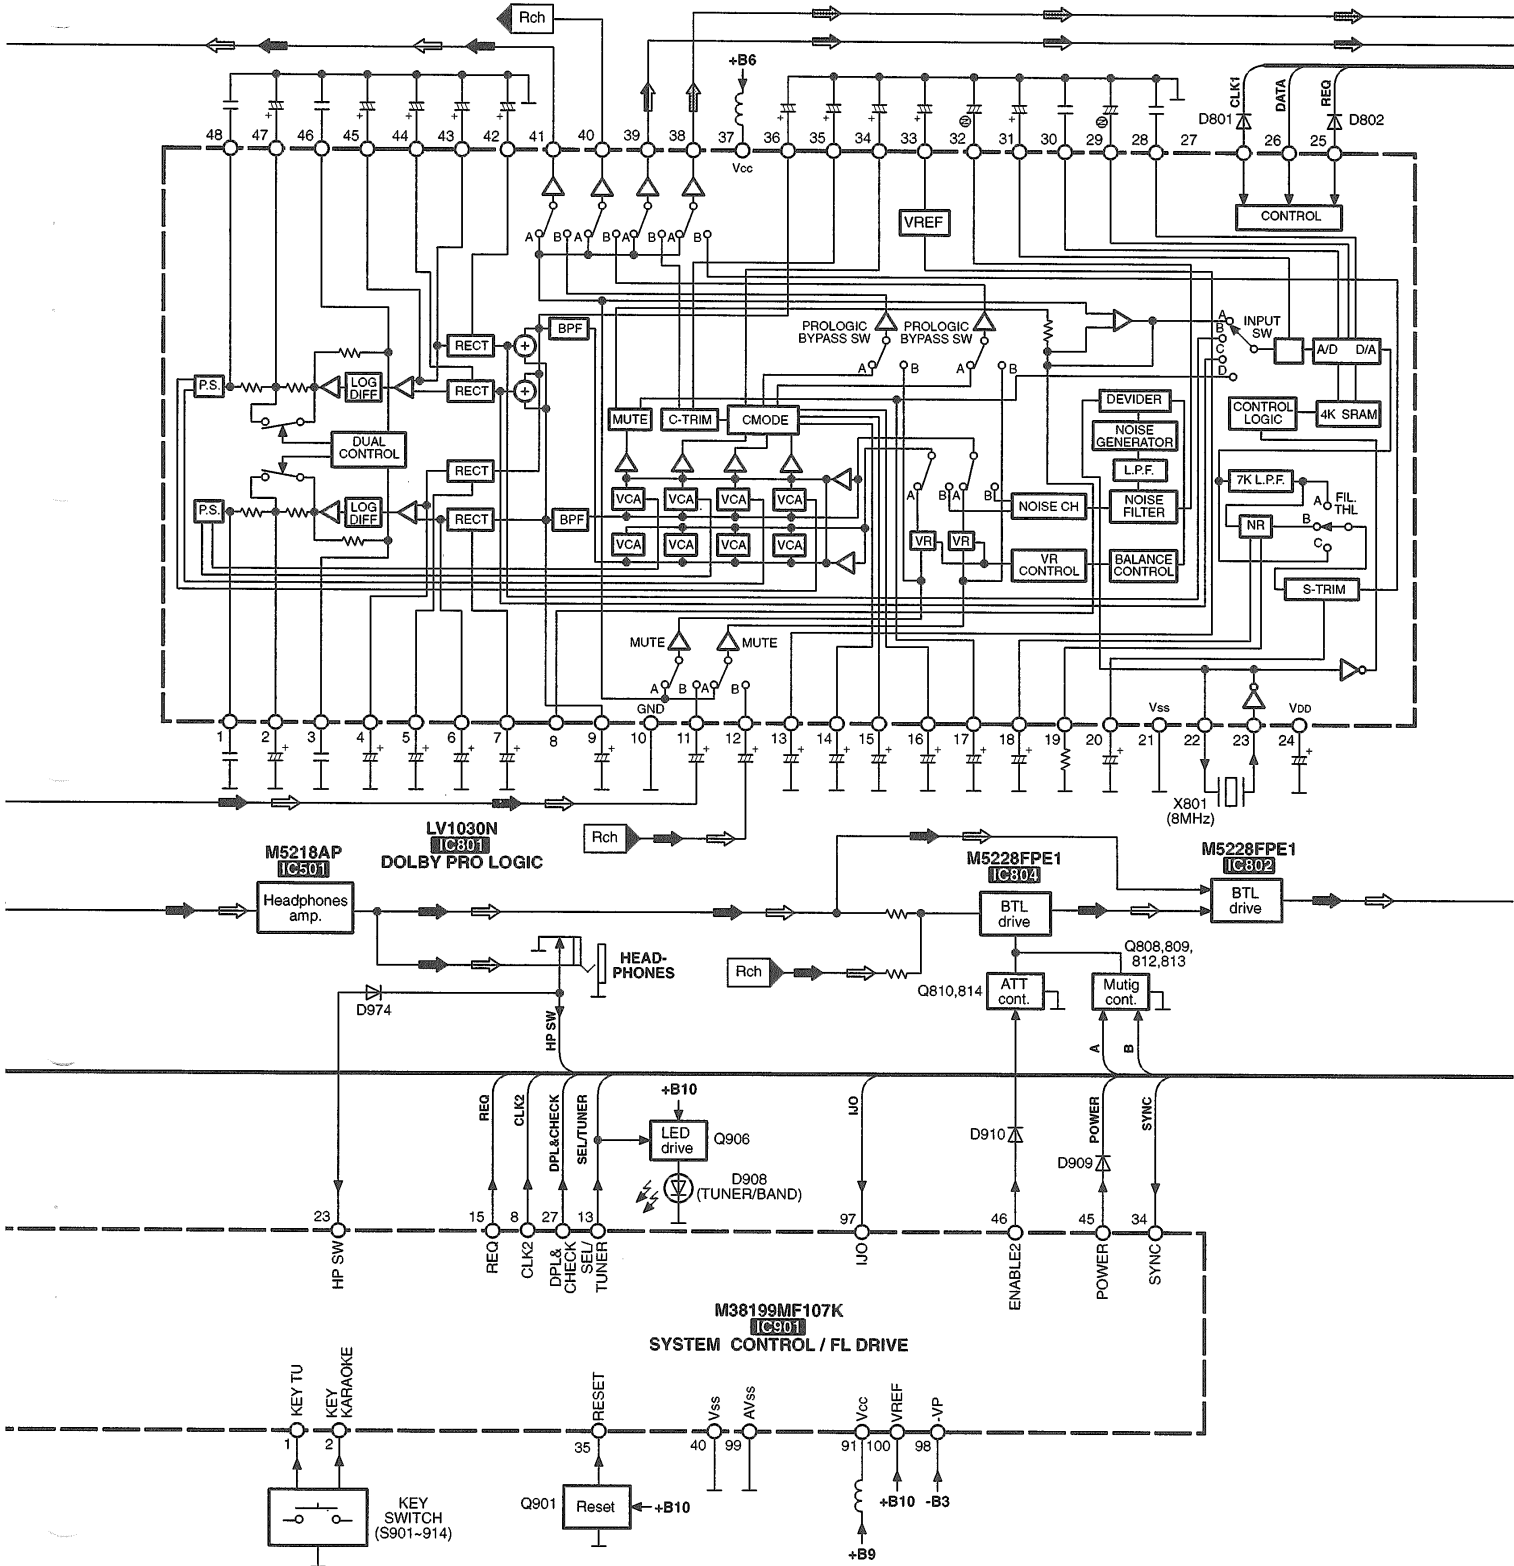 Rch
+B6
CLK1
DATA
REQ
D801
D802
48 47 46 45 44 43 42 41 40 39 38 37 36 35 34 33 32 31 30 29 28 27 26 25
N
N
Vcc
VREF
CONTROL
A B A B A B A B
BPF
PROLOGIC BYPASS SW
PROLOGIC BYPASS SW
A
B
C
D
INPUT SW
RECT
+
A B
A B
A/D D/A
P.S.
LOG DIFF
RECT
+
DEVIDER
MUTE
C-TRIM
CMODE
CONTROL LOGIC
4K SRAM
DUAL CONTROL
NOISE GENERATOR
RECT
L.P.F.
7K L.P.F.
A
FIL. THL
P.S.
LOG DIFF
RECT
BPF
VCA VCA VCA VCA
A B A B
NOISE CH
NOISE FILTER
NR
B
C
VCA VCA VCA VCA
VR VR
VR CONTROL
BALANCE CONTROL
S-TRIM
MUTE
MUTE
A B A B
GND
Vss
VDD
1 2 3 4 5 6 7 8 9 10 11 12 13 14 15 16 17 18 19 20 21 22 23 24
X801
(8MHz)
LV1030N
IC801
DOLBY PRO LOGIC
Rch
M5218AP
IC501
Headphones
amp.
M5228FPE1
IC804
BTL
drive
M5228FPE1
IC802
BTL
drive
HEAD-
PHONES
Rch
Q810,814
ATT
cont.
Q808,809,
812,813
Mutig
cont.
D974
HP SW
A
B
REQ
CLK2
DPL&CHECK
SEL/TUNER
+B10
LED
drive
Q906
D908
(TUNER/BAND)
IJO
D910
D909
POWER
SYNC
23 15 8 27 13 97 46 45 34
HP SW
REQ
CLK2
DPL&
CHECK
SEL/
TUNER
IJO
ENABLE2
POWER
SYNC
M38199MF107K
IC901
SYSTEM CONTROL / FL DRIVE
KEY TU
KEY
KARAOKE
RESET
Vss
AVss
Vcc
VREF
-VP
1 2 35 40 99 91 100 98
KEY
SWITCH
(S901~914)
Q901
Reset
+B10
+B10
-B3
+B9